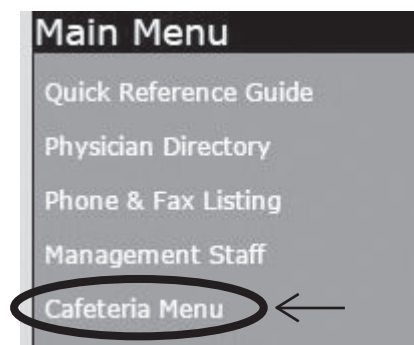 Main Menu
Quick Reference Guide
Physician Directory
Phone & Fax Listing
Management Staff
Cafeteria Menu